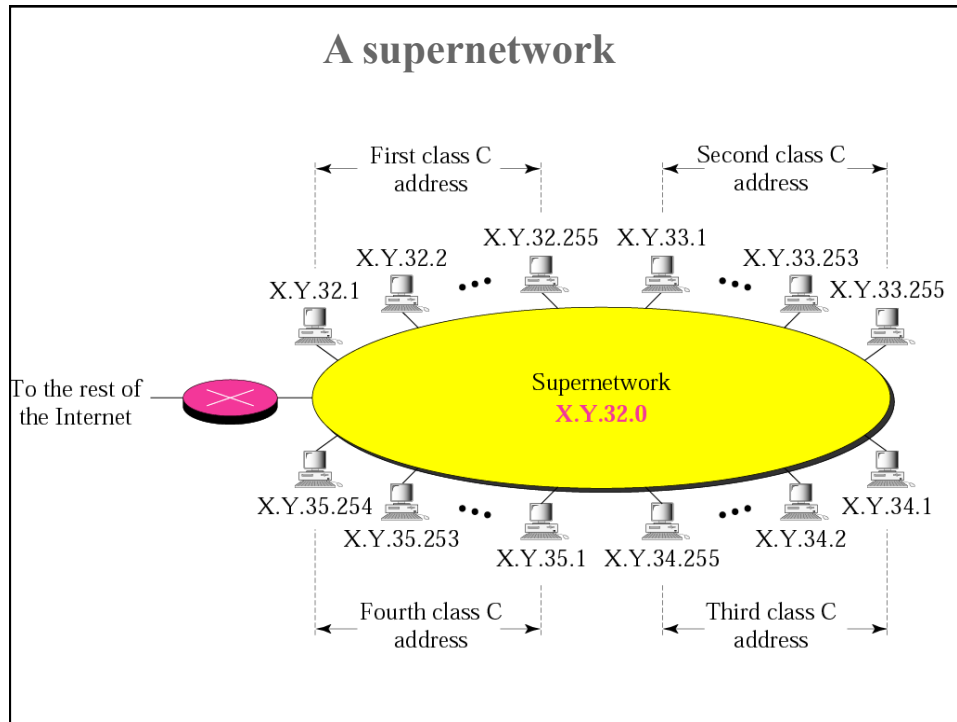 A supernetwork
First class C
address
Second class C
address
X.Y.32.255
X.Y.33.1
X.Y.32.2
X.Y.33.253
X.Y.32.1
X.Y.33.255
To the rest of
the Internet
Supernetwork
X.Y.32.0
X.Y.35.254
X.Y.34.1
X.Y.35.253
X.Y.34.2
X.Y.35.1
X.Y.34.255
Fourth class C
address
Third class C
address